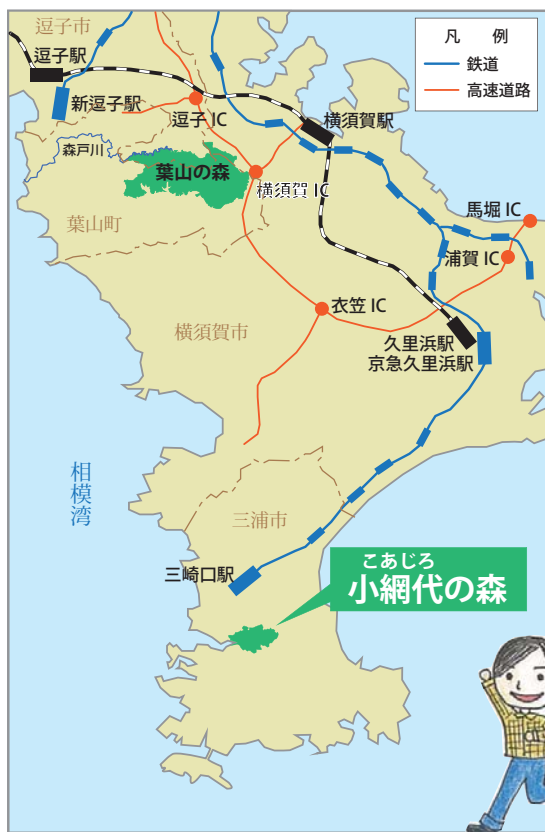 逗子市
逗子駅
新逗子駅
逗子 IC
横須賀駅
凡 例
鉄道
高速道路
森戸川
葉山の森
横須賀 IC
葉山町
馬堀 IC
浦賀 IC
衣笠 IC
横須賀市
久里浜駅
京急久里浜駅
相模湾
三浦市
三崎口駅
こあじろ
小網代の森